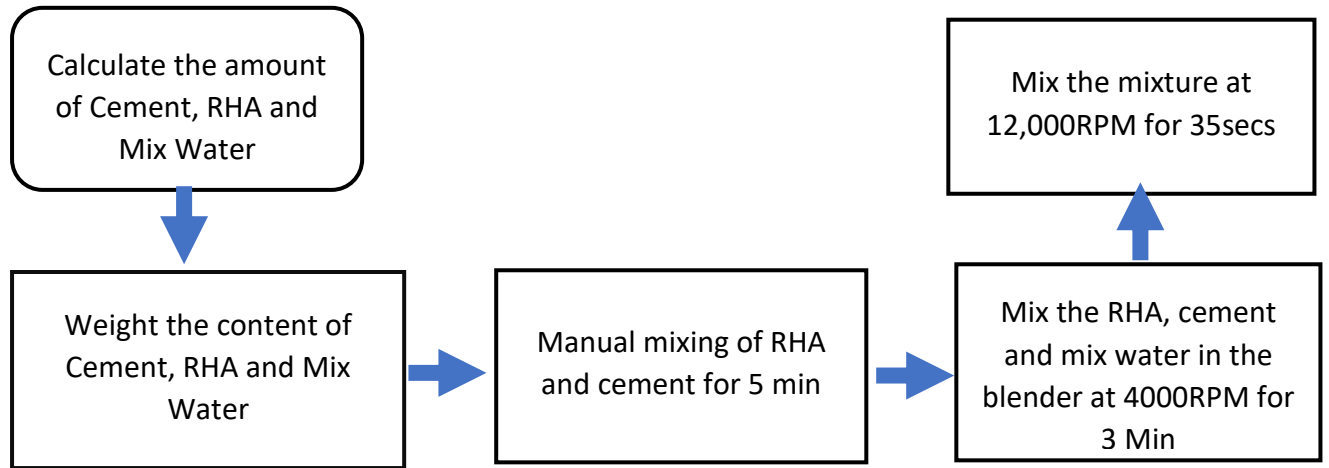 Calculate the amount
of Cement, RHA and
Mix Water
Weight the content of
Cement, RHA and Mix
Water
Manual mixing of RHA
and cement for 5 min
Mix the RHA, cement
and mix water in the
blender at 4000RPM for
3 Min
Mix the mixture at
12,000RPM for 35secs